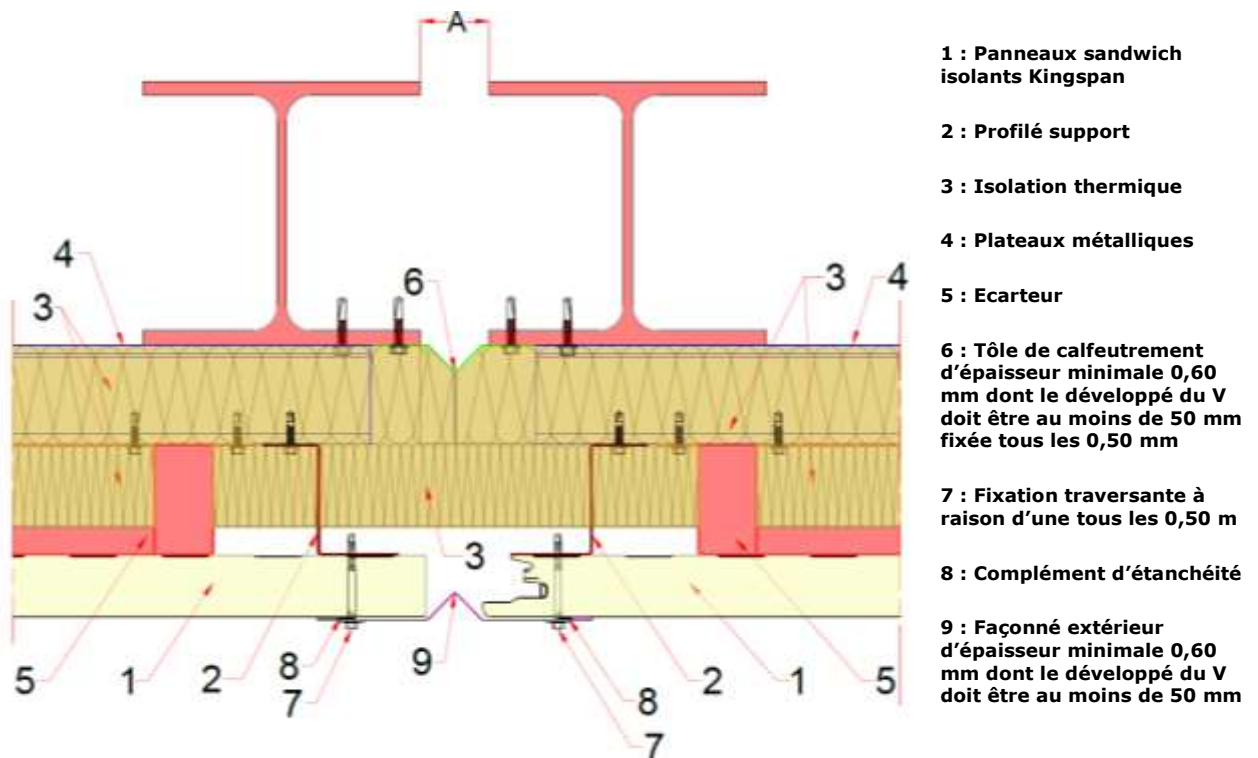 A
1 : Panneaux sandwich
isolants Kingspan
2 : Profilé support
3 : Isolation thermique
4 : Plateaux métalliques
5 : Ecarteur
6 : Tôle de calfeutrement
d’épaisseur minimale 0,60
mm dont le développé du V
doit être au moins de 50 mm
fixée tous les 0,50 mm
7 : Fixation traversante à
raison d’une tous les 0,50 m
8 : Complément d’étanchéité
9 : Façonné extérieur
d’épaisseur minimale 0,60
mm dont le développé du V
doit être au moins de 50 mm
4
3
6
3
4
3
5
1
2
8
7
9
8
7
2
1
5